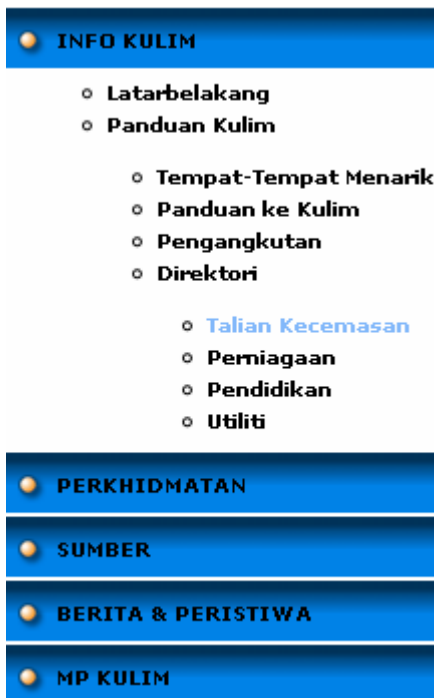 INFO KULIM
Latarbelakang
Panduan Kulim
Tempat-Tempat Menarik
Panduan ke Kulim
Pengangkutan
Direktori
Talian Kecemasan
Perniagaan
Pendidikan
Utiliti
PERKHIDMATAN
SUMBER
BERITA & PERISTIWA
MP KULIM